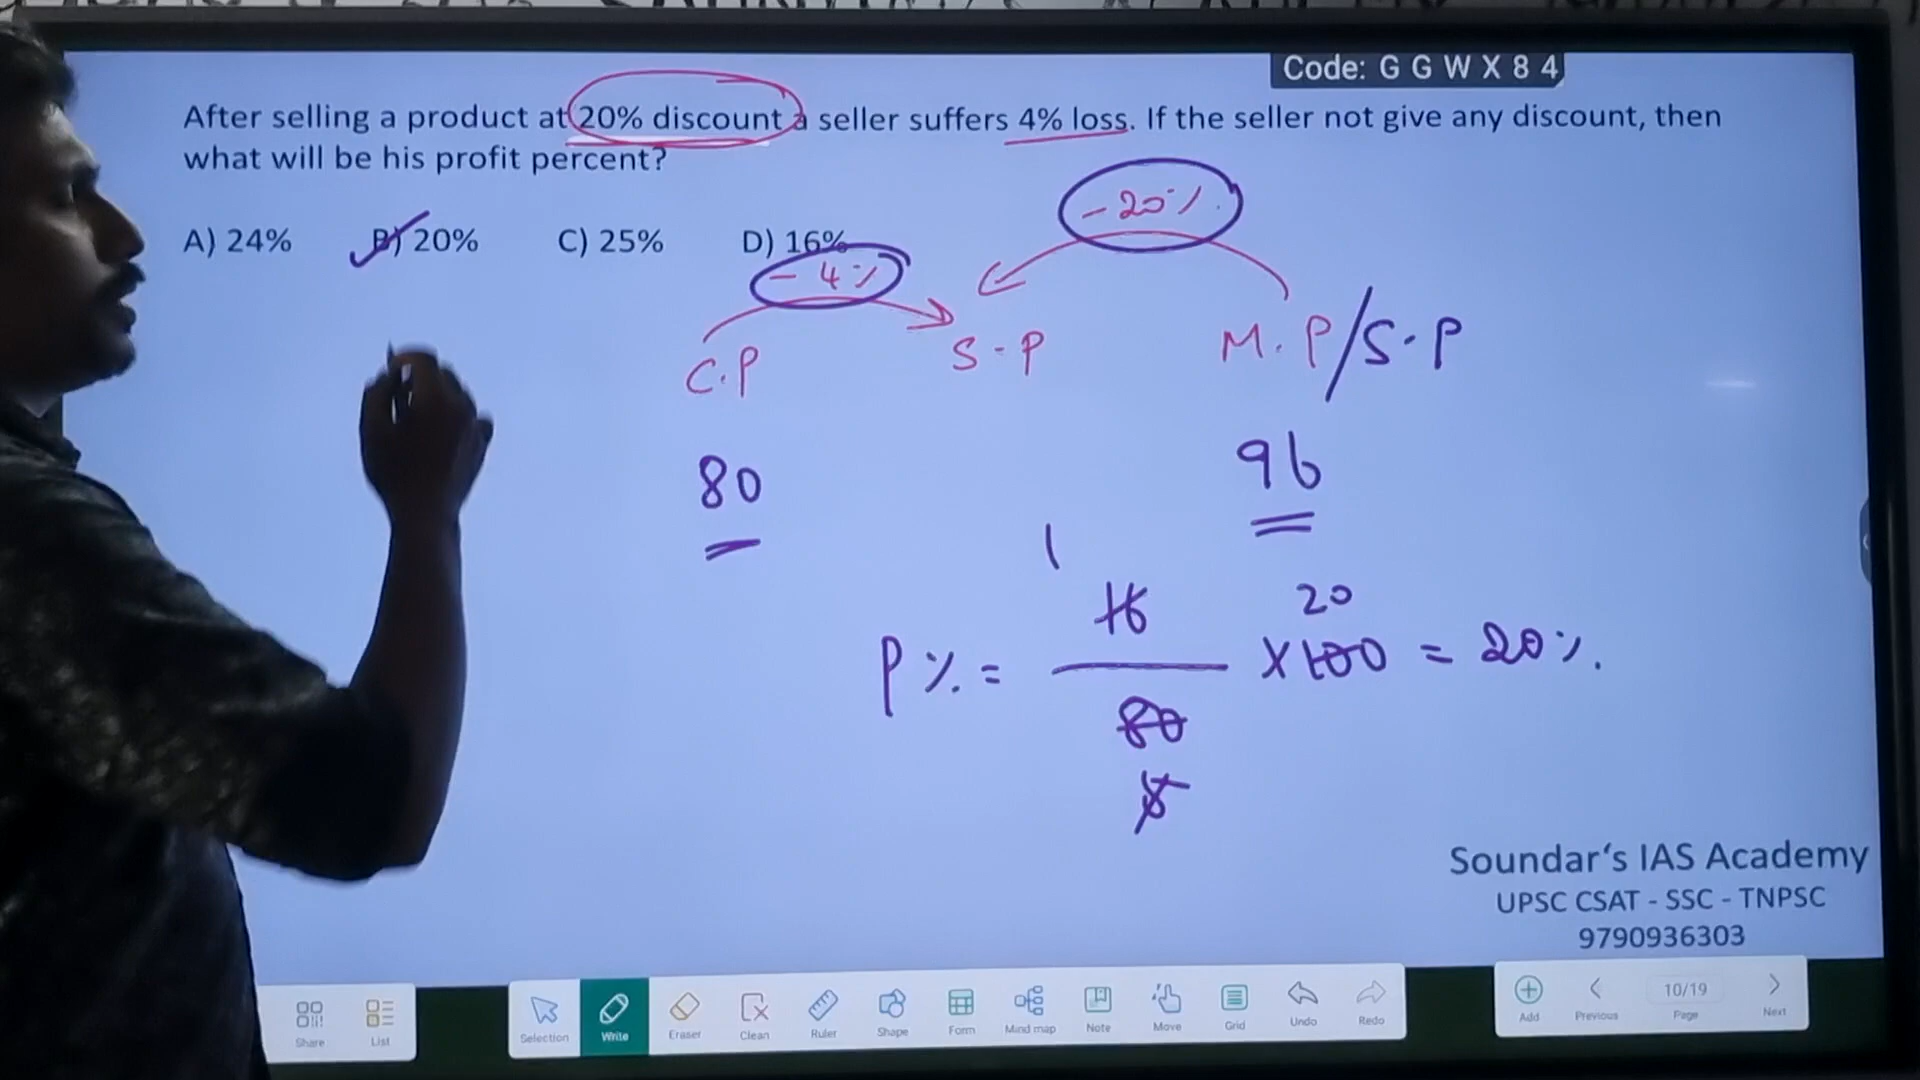 Code: G G W X 8 4
After selling a product at 20% discount a seller suffers 4% loss. If the seller not give any discount, then
what will be his profit percent?
A) 24% B) 20% C) 25% D) 16%
- 20%.
- 4%
C.P S-P M.P/S.P
80 96
1
16 20
P% = ×100 = 20%.
80
5
Soundar‘s IAS Academy
UPSC CSAT - SSC - TNPSC
9790936303
Share List Selection Write Eraser Clean Ruler Shape Form Mind map Note Move Grid Undo Redo Add Previous 10/19 Page Next